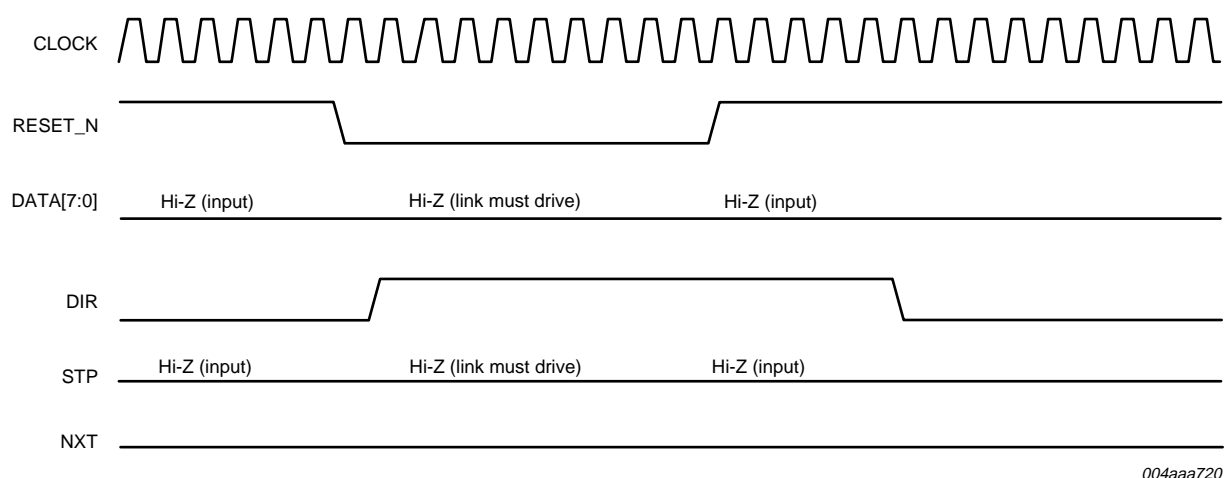 CLOCK
RESET_N
DATA[7:0] Hi-Z (input) Hi-Z (link must drive) Hi-Z (input)
DIR
STP Hi-Z (input) Hi-Z (link must drive) Hi-Z (input)
NXT
004aaa720